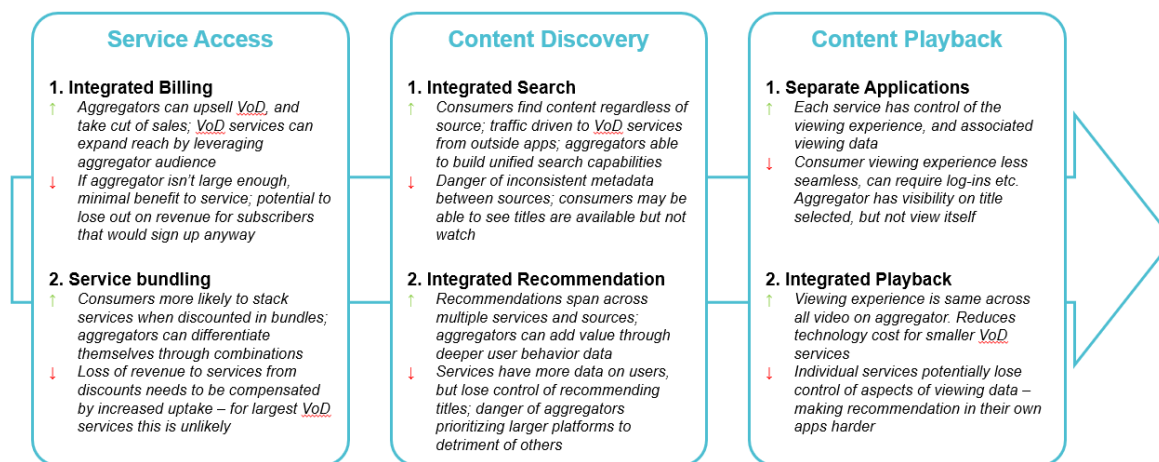 Service Access
1. Integrated Billing
↑ Aggregators can upsell VoD, and
take cut of sales; VoD services can
expand reach by leveraging
aggregator audience
↓ If aggregator isn't large enough,
minimal benefit to service; potential to
lose out on revenue for subscribers
that would sign up anyway
2. Service bundling
↑ Consumers more likely to stack
services when discounted in bundles;
aggregators can differentiate
themselves through combinations
↓ Loss of revenue to services from
discounts needs to be compensated
by increased uptake – for largest VoD
services this is unlikely
Content Discovery
1. Integrated Search
↑ Consumers find content regardless of
source; traffic driven to VoD services
from outside apps; aggregators able
to build unified search capabilities
↓ Danger of inconsistent metadata
between sources; consumers may be
able to see titles are available but not
watch
2. Integrated Recommendation
↑ Recommendations span across
multiple services and sources;
aggregators can add value through
deeper user behavior data
↓ Services have more data on users,
but lose control of recommending
titles; danger of aggregators
prioritizing larger platforms to
detriment of others
Content Playback
1. Separate Applications
↑ Each service has control of the
viewing experience, and associated
viewing data
↓ Consumer viewing experience less
seamless, can require log-ins etc.
Aggregator has visibility on title
selected, but not view itself
2. Integrated Playback
↑ Viewing experience is same across
all video on aggregator. Reduces
technology cost for smaller VoD
services
↓ Individual services potentially lose
control of aspects of viewing data –
making recommendation in their own
apps harder